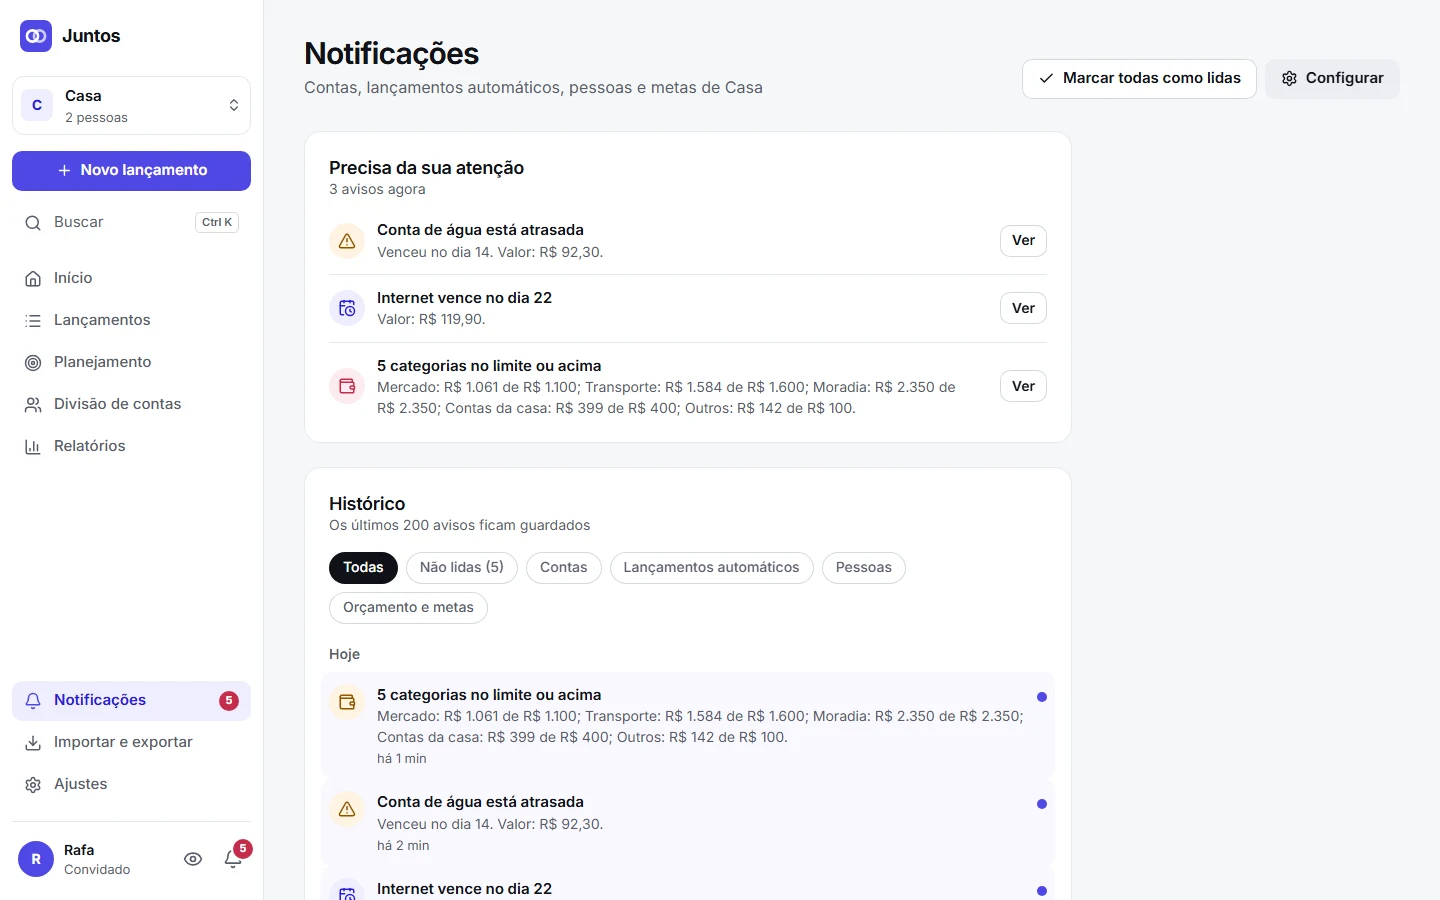 Juntos
C
Casa
2 pessoas
Novo lançamento
Buscar
Ctrl K
Início
Lançamentos
Planejamento
Divisão de contas
Relatórios
Notificações
5
Importar e exportar
Ajustes
R
Rafa
Convidado
5
Notificações
Contas, lançamentos automáticos, pessoas e metas de Casa
Marcar todas como lidas
Configurar
Precisa da sua atenção
3 avisos agora
Conta de água está atrasada
Venceu no dia 14. Valor: R$ 92,30.
Ver
Internet vence no dia 22
Valor: R$ 119,90.
Ver
5 categorias no limite ou acima
Mercado: R$ 1.061 de R$ 1.100; Transporte: R$ 1.584 de R$ 1.600; Moradia: R$ 2.350 de
R$ 2.350; Contas da casa: R$ 399 de R$ 400; Outros: R$ 142 de R$ 100.
Ver
Histórico
Os últimos 200 avisos ficam guardados
Todas
Não lidas (5)
Contas
Lançamentos automáticos
Pessoas
Orçamento e metas
Hoje
5 categorias no limite ou acima
Mercado: R$ 1.061 de R$ 1.100; Transporte: R$ 1.584 de R$ 1.600; Moradia: R$ 2.350 de R$ 2.350;
Contas da casa: R$ 399 de R$ 400; Outros: R$ 142 de R$ 100.
há 1 min
Conta de água está atrasada
Venceu no dia 14. Valor: R$ 92,30.
há 2 min
Internet vence no dia 22